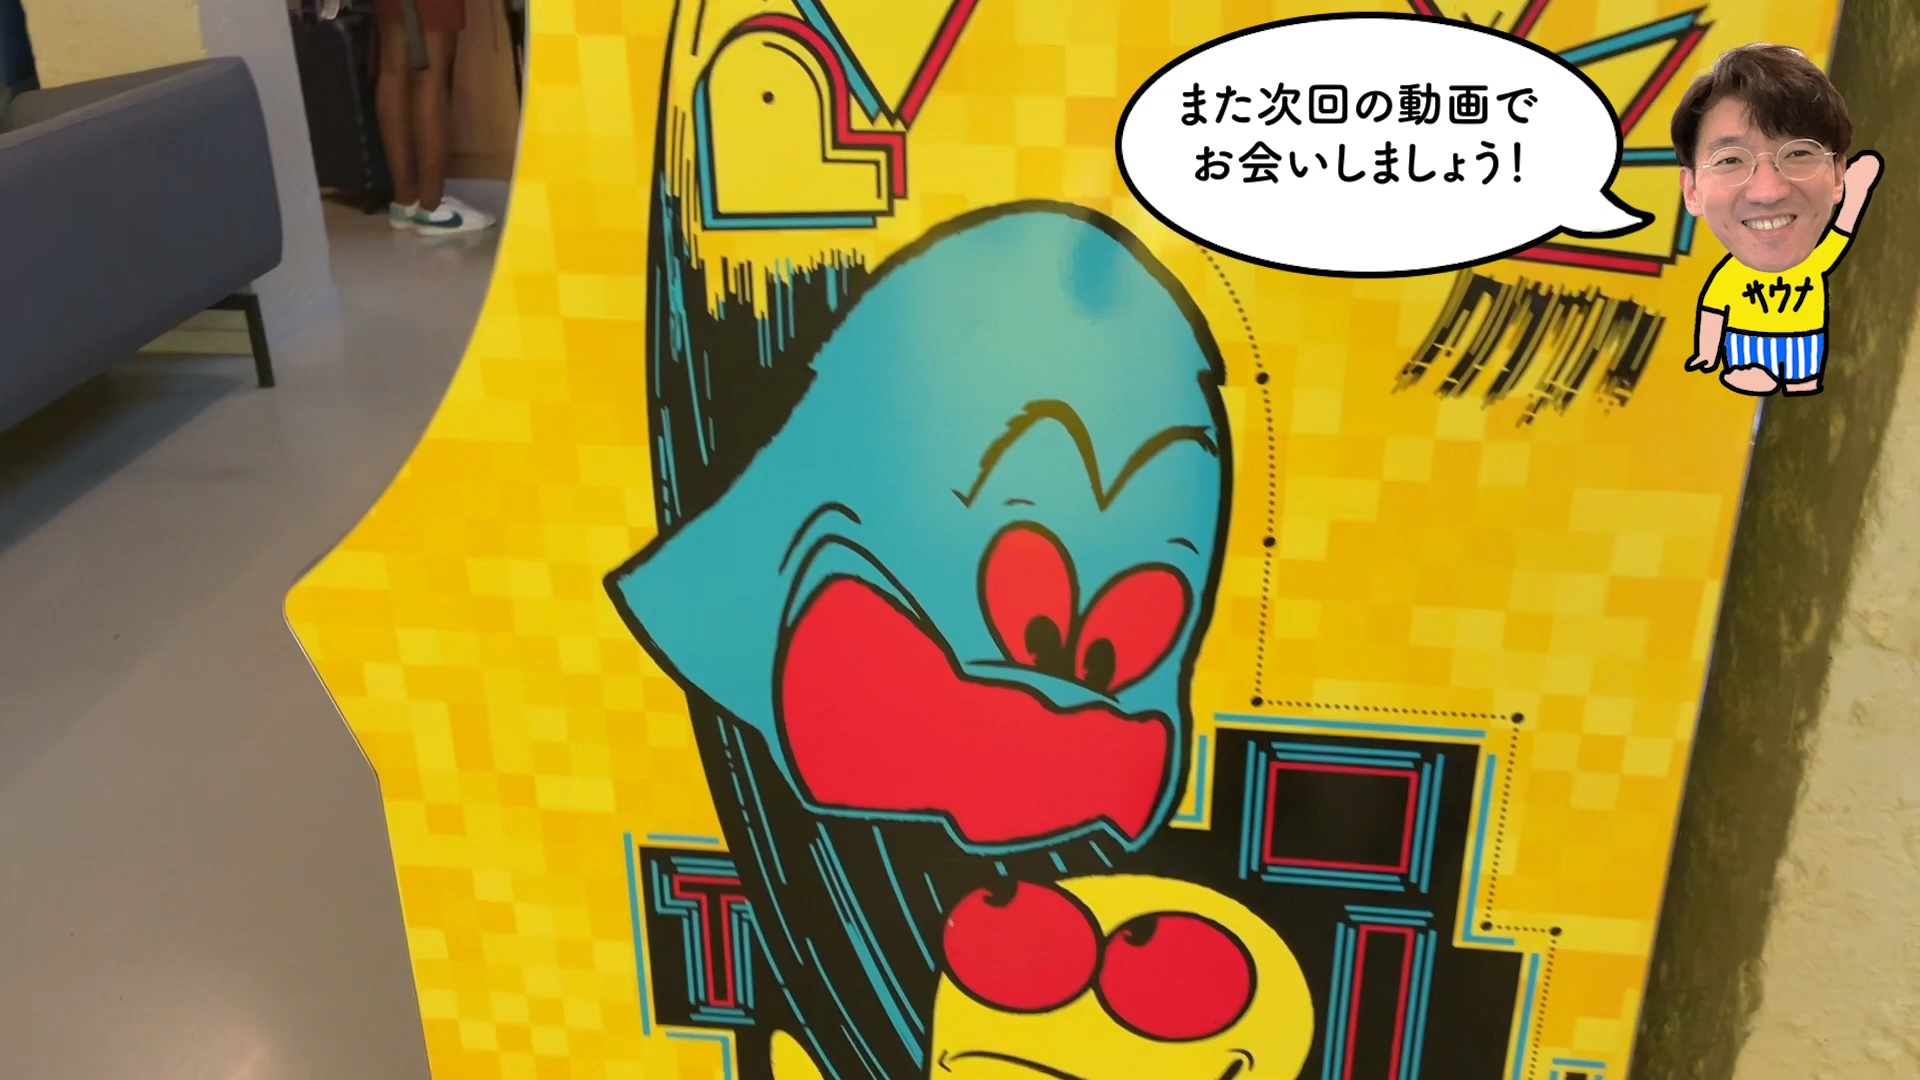 また次回の動画で
お会いしましょう!
サウナ